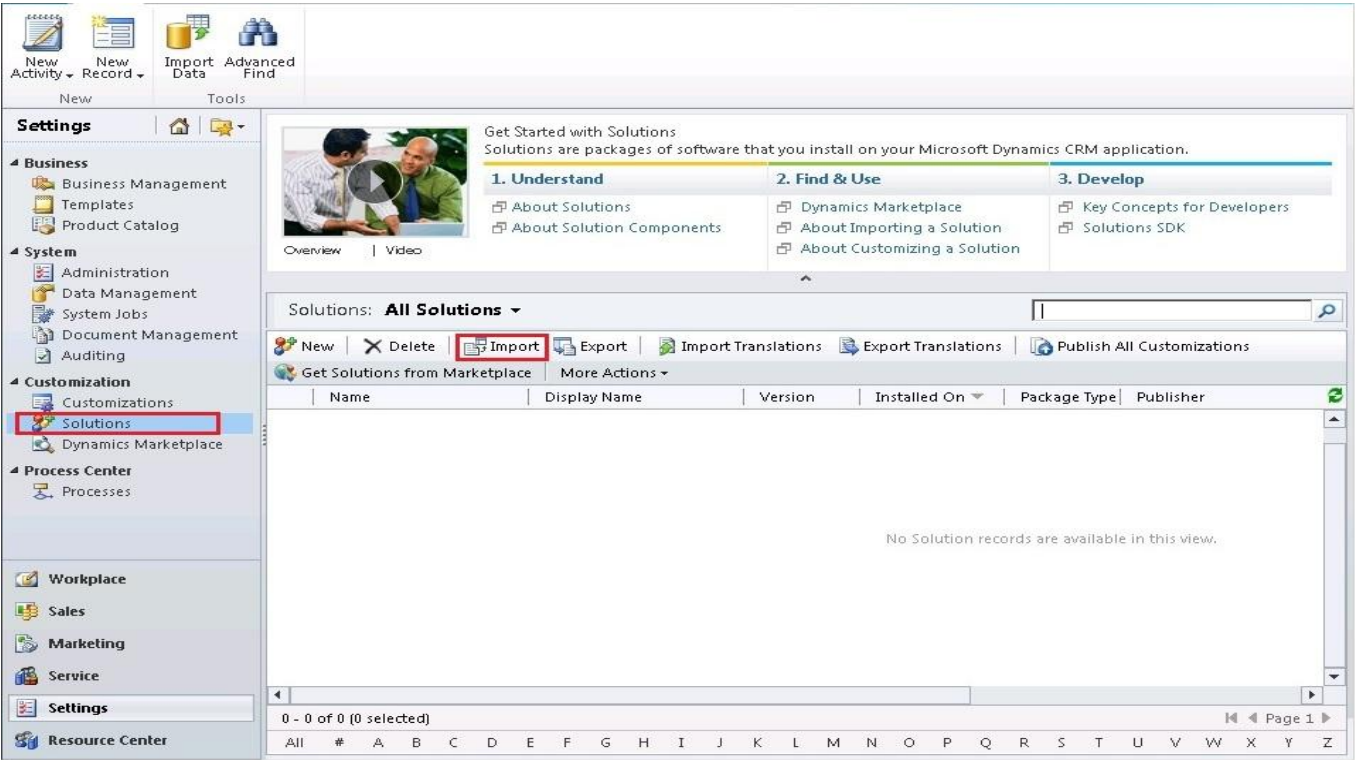 New Activity
New Record
Import Data
Advanced Find
New
Tools
Settings
Business
Business Management
Templates
Product Catalog
System
Administration
Data Management
System Jobs
Document Management
Auditing
Customization
Customizations
Solutions
Dynamics Marketplace
Process Center
Processes
Workplace
Sales
Marketing
Service
Settings
Resource Center
Get Started with Solutions
Solutions are packages of software that you install on your Microsoft Dynamics CRM application.
Overview | Video
1. Understand
About Solutions
About Solution Components
2. Find & Use
Dynamics Marketplace
About Importing a Solution
About Customizing a Solution
3. Develop
Key Concepts for Developers
Solutions SDK
Solutions: All Solutions
New | Delete | Import Export | Import Translations Export Translations | Publish All Customizations
Get Solutions from Marketplace | More Actions
Name | Display Name | Version | Installed On | Package Type | Publisher
No Solution records are available in this view.
0 - 0 of 0 (0 selected) Page 1
All # A B C D E F G H I J K L M N O P Q R S T U V W X Y Z